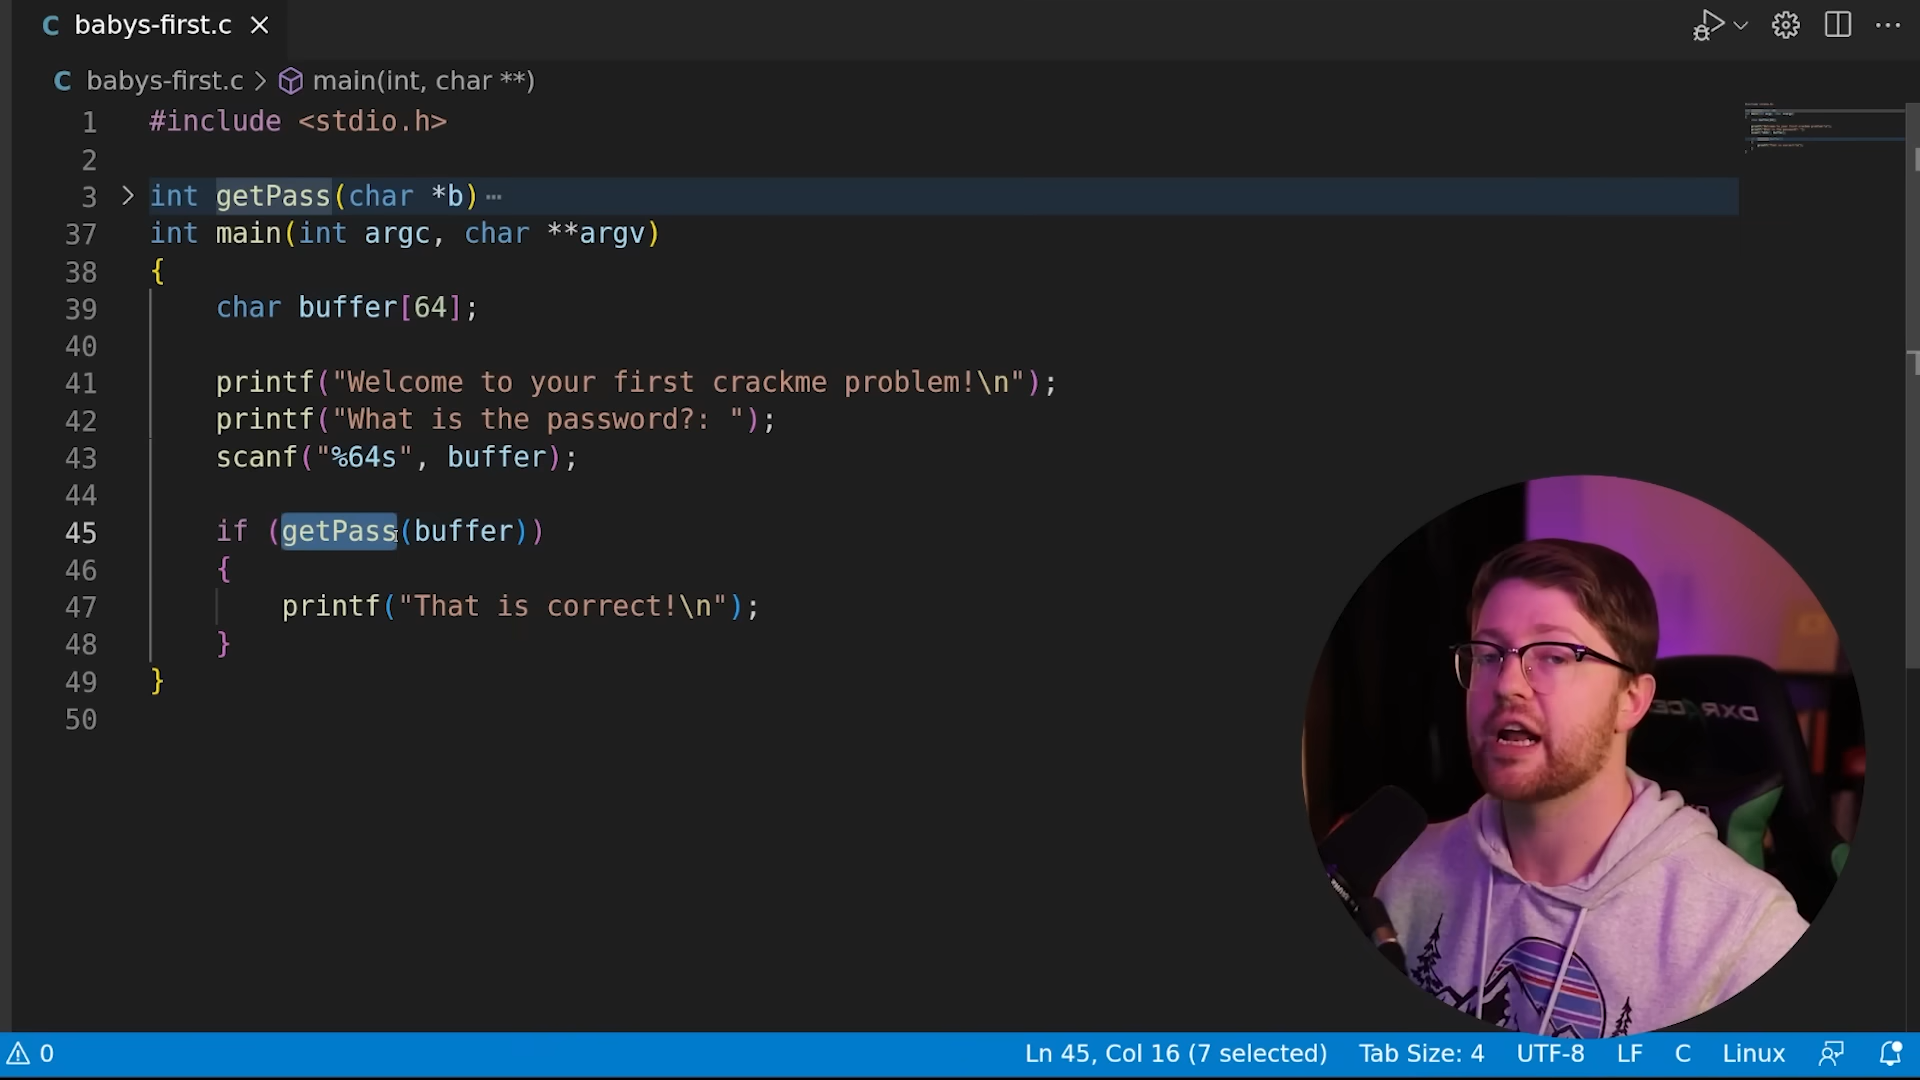 babys-first.c
babys-first.c > main(int, char **)
1 #include <stdio.h>
2
3 int getPass(char *b) …
37 int main(int argc, char **argv)
38 {
39 char buffer[64];
40
41 printf("Welcome to your first crackme problem!\n");
42 printf("What is the password?: ");
43 scanf("%64s", buffer);
44
45 if (getPass(buffer))
46 {
47 printf("That is correct!\n");
48 }
49 }
50
DXRACE
0 Ln 45, Col 16 (7 selected) Tab Size: 4 UTF-8 LF C Linux